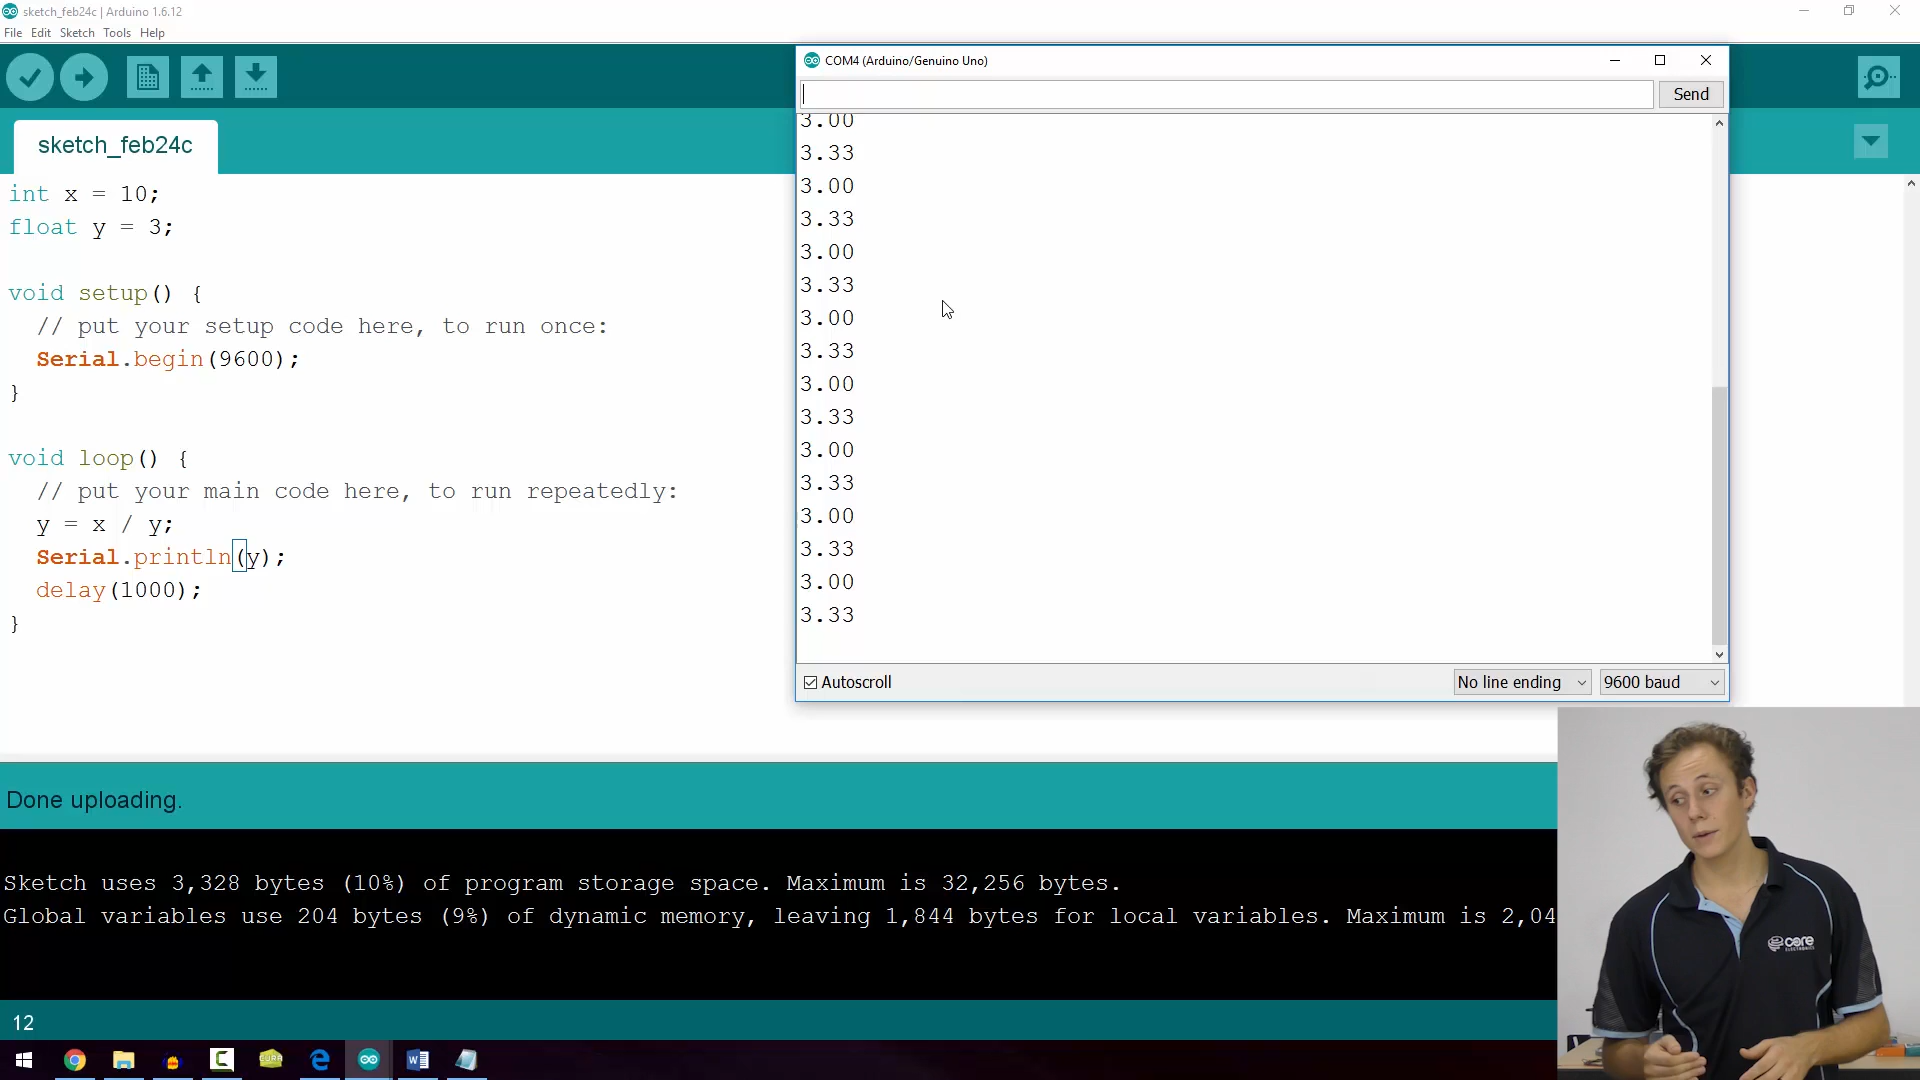 sketch_feb24c | Arduino 1.6.12
File Edit Sketch Tools Help
sketch_feb24c
int x = 10;
float y = 3;
void setup() {
// put your setup code here, to run once:
Serial.begin(9600);
}
void loop() {
// put your main code here, to run repeatedly:
y = x / y;
Serial.println(y);
delay(1000);
}
COM4 (Arduino/Genuino Uno)
Send
3.00
3.33
3.00
3.33
3.00
3.33
3.00
3.33
3.00
3.33
3.00
3.33
3.00
3.33
3.00
3.33
Autoscroll
No line ending
9600 baud
Done uploading.
Sketch uses 3,328 bytes (10%) of program storage space. Maximum is 32,256 bytes.
Global variables use 204 bytes (9%) of dynamic memory, leaving 1,844 bytes for local variables. Maximum is 2,04
12
CURA
core
ELECTRONICS